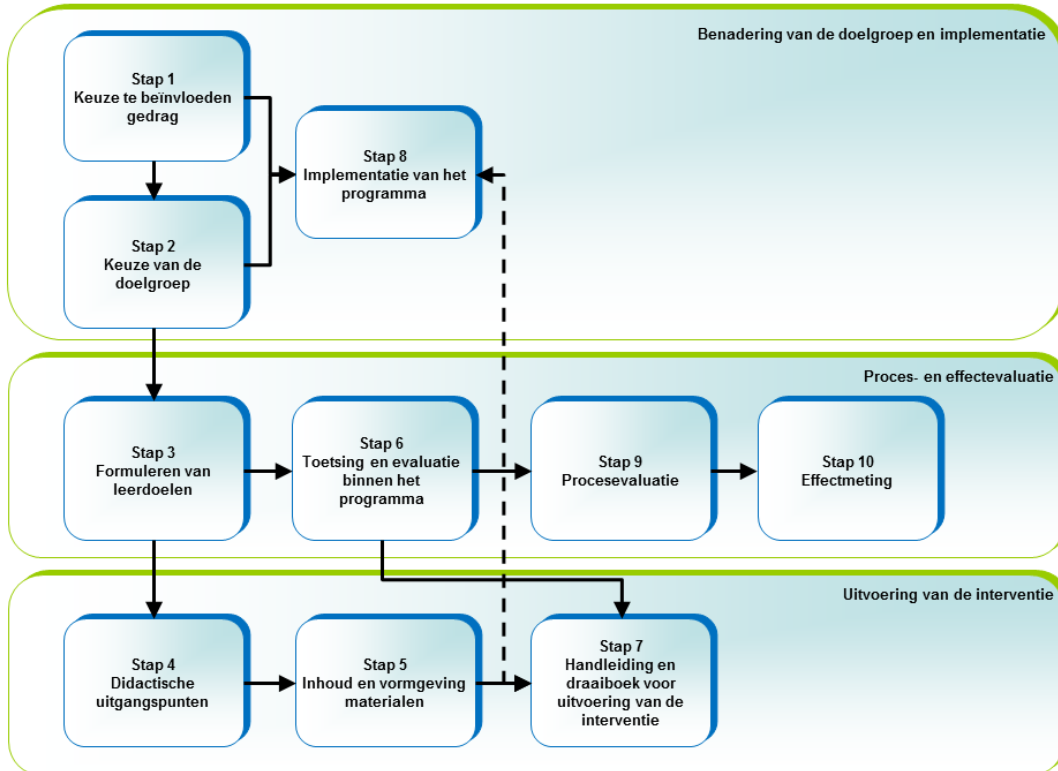 Benadering van de doelgroep en implementatie
Stap 1
Keuze te beïnvloeden
gedrag
Stap 8
Implementatie van het
programma
Stap 2
Keuze van de
doelgroep
Proces- en effectevaluatie
Stap 3
Formuleren van
leerdoelen
Stap 6
Toetsing en evaluatie
binnen het
programma
Stap 9
Procesevaluatie
Stap 10
Effectmeting
Uitvoering van de interventie
Stap 4
Didactische
uitgangspunten
Stap 5
Inhoud en vormgeving
materialen
Stap 7
Handleiding en
draaiboek voor
uitvoering van de
interventie